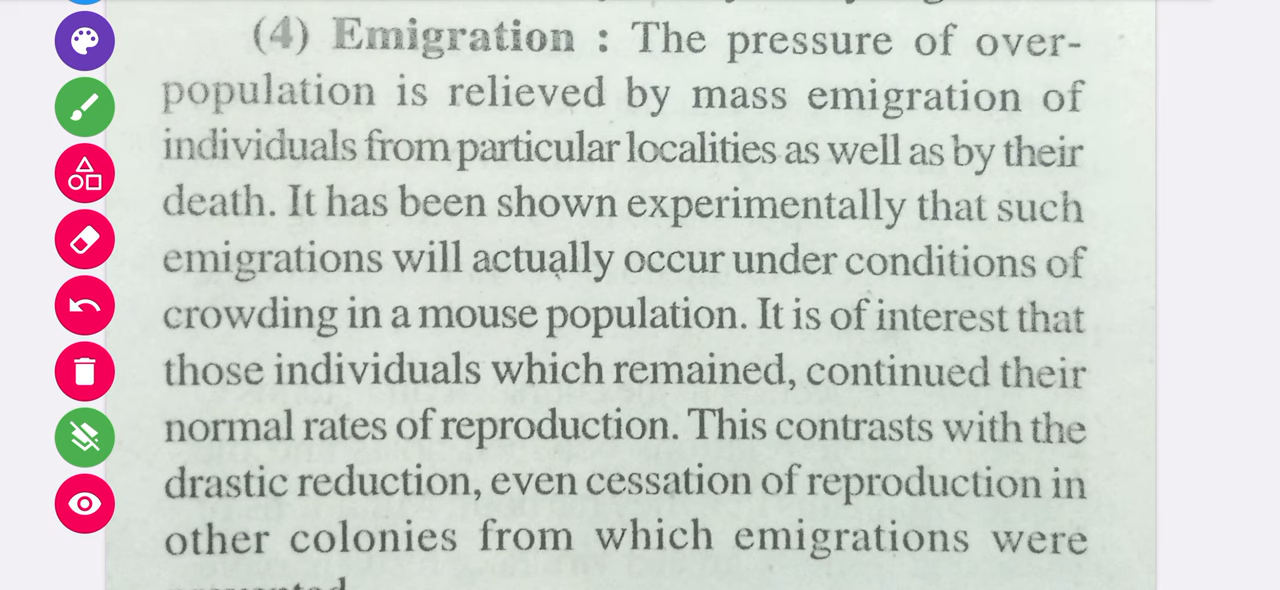 (4) Emigration : The pressure of over-
population is relieved by mass emigration of
individuals from particular localities as well as by their
death. It has been shown experimentally that such
emigrations will actually occur under conditions of
crowding in a mouse population. It is of interest that
those individuals which remained, continued their
normal rates of reproduction. This contrasts with the
drastic reduction, even cessation of reproduction in
other colonies from which emigrations were